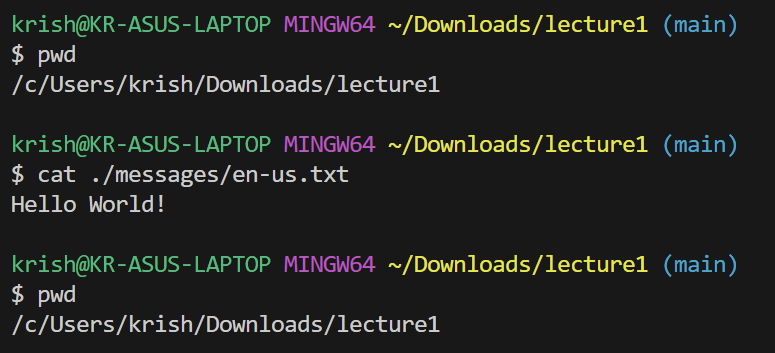 krish@KR-ASUS-LAPTOP MINGW64 ~/Downloads/lecture1 (main)
$ pwd
/c/Users/krish/Downloads/lecture1
krish@KR-ASUS-LAPTOP MINGW64 ~/Downloads/lecture1 (main)
$ cat ./messages/en-us.txt
Hello World!
krish@KR-ASUS-LAPTOP MINGW64 ~/Downloads/lecture1 (main)
$ pwd
/c/Users/krish/Downloads/lecture1